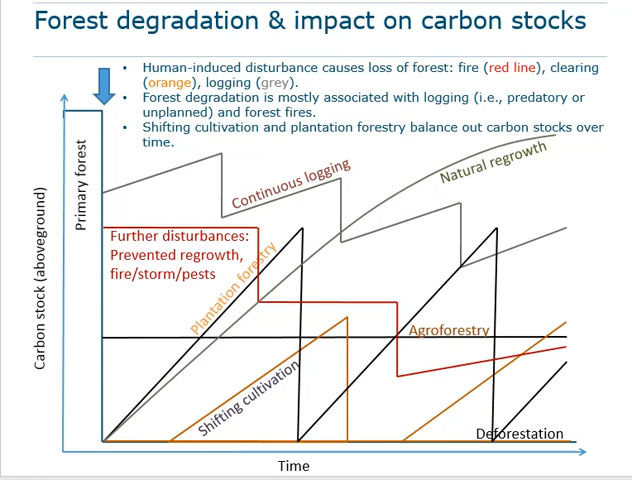 Forest degradation & impact on carbon stocks
• Human-induced disturbance causes loss of forest: fire (red line), clearing
(orange), logging (grey).
• Forest degradation is mostly associated with logging (i.e., predatory or
unplanned) and forest fires.
• Shifting cultivation and plantation forestry balance out carbon stocks over
time.
Carbon stock (aboveground)
Primary forest
Continuous logging
Natural regrowth
Further disturbances:
Prevented regrowth,
fire/storm/pests
Plantation forestry
Agroforestry
Shifting cultivation
Deforestation
Time